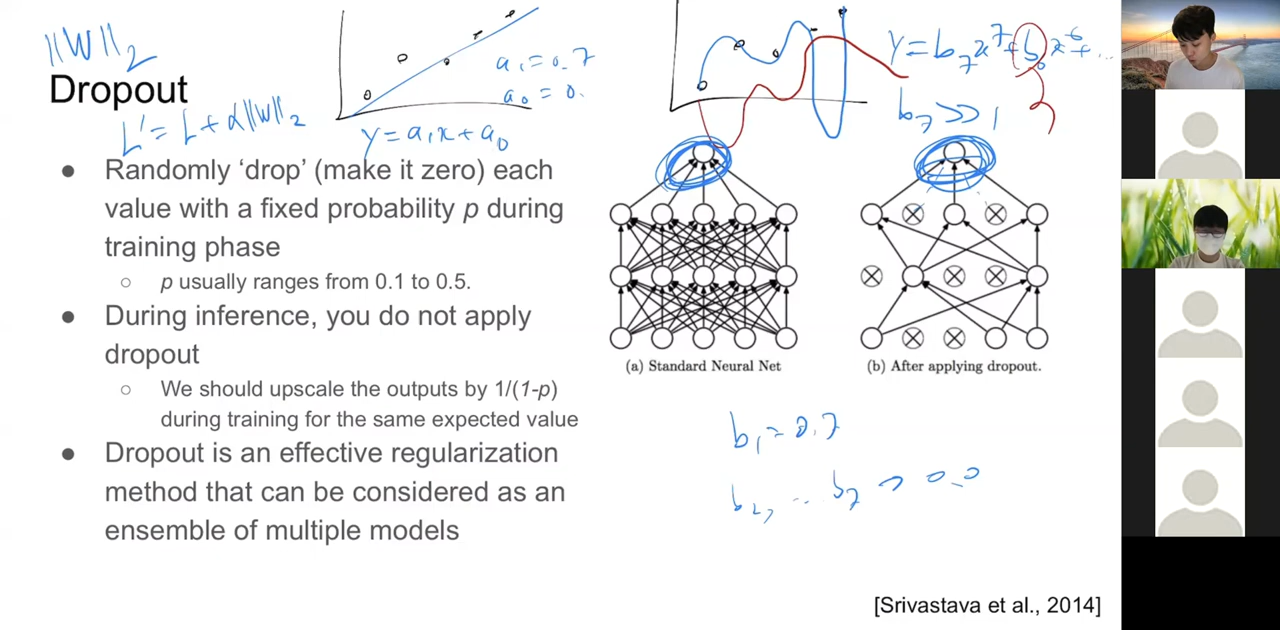 ||W||₂
Dropout
L' = L + α||W||₂
a₁ = 0.7
a₀ = 0.
Y = a₁x + a₀
b₇ >> 1
Randomly ‘drop’ (make it zero) each
value with a fixed probability p during
training phase
p usually ranges from 0.1 to 0.5.
During inference, you do not apply
dropout
We should upscale the outputs by 1/(1-p)
during training for the same expected value
Dropout is an effective regularization
method that can be considered as an
ensemble of multiple models
(a) Standard Neural Net
(b) After applying dropout.
b₁ = 0.7
[Srivastava et al., 2014]